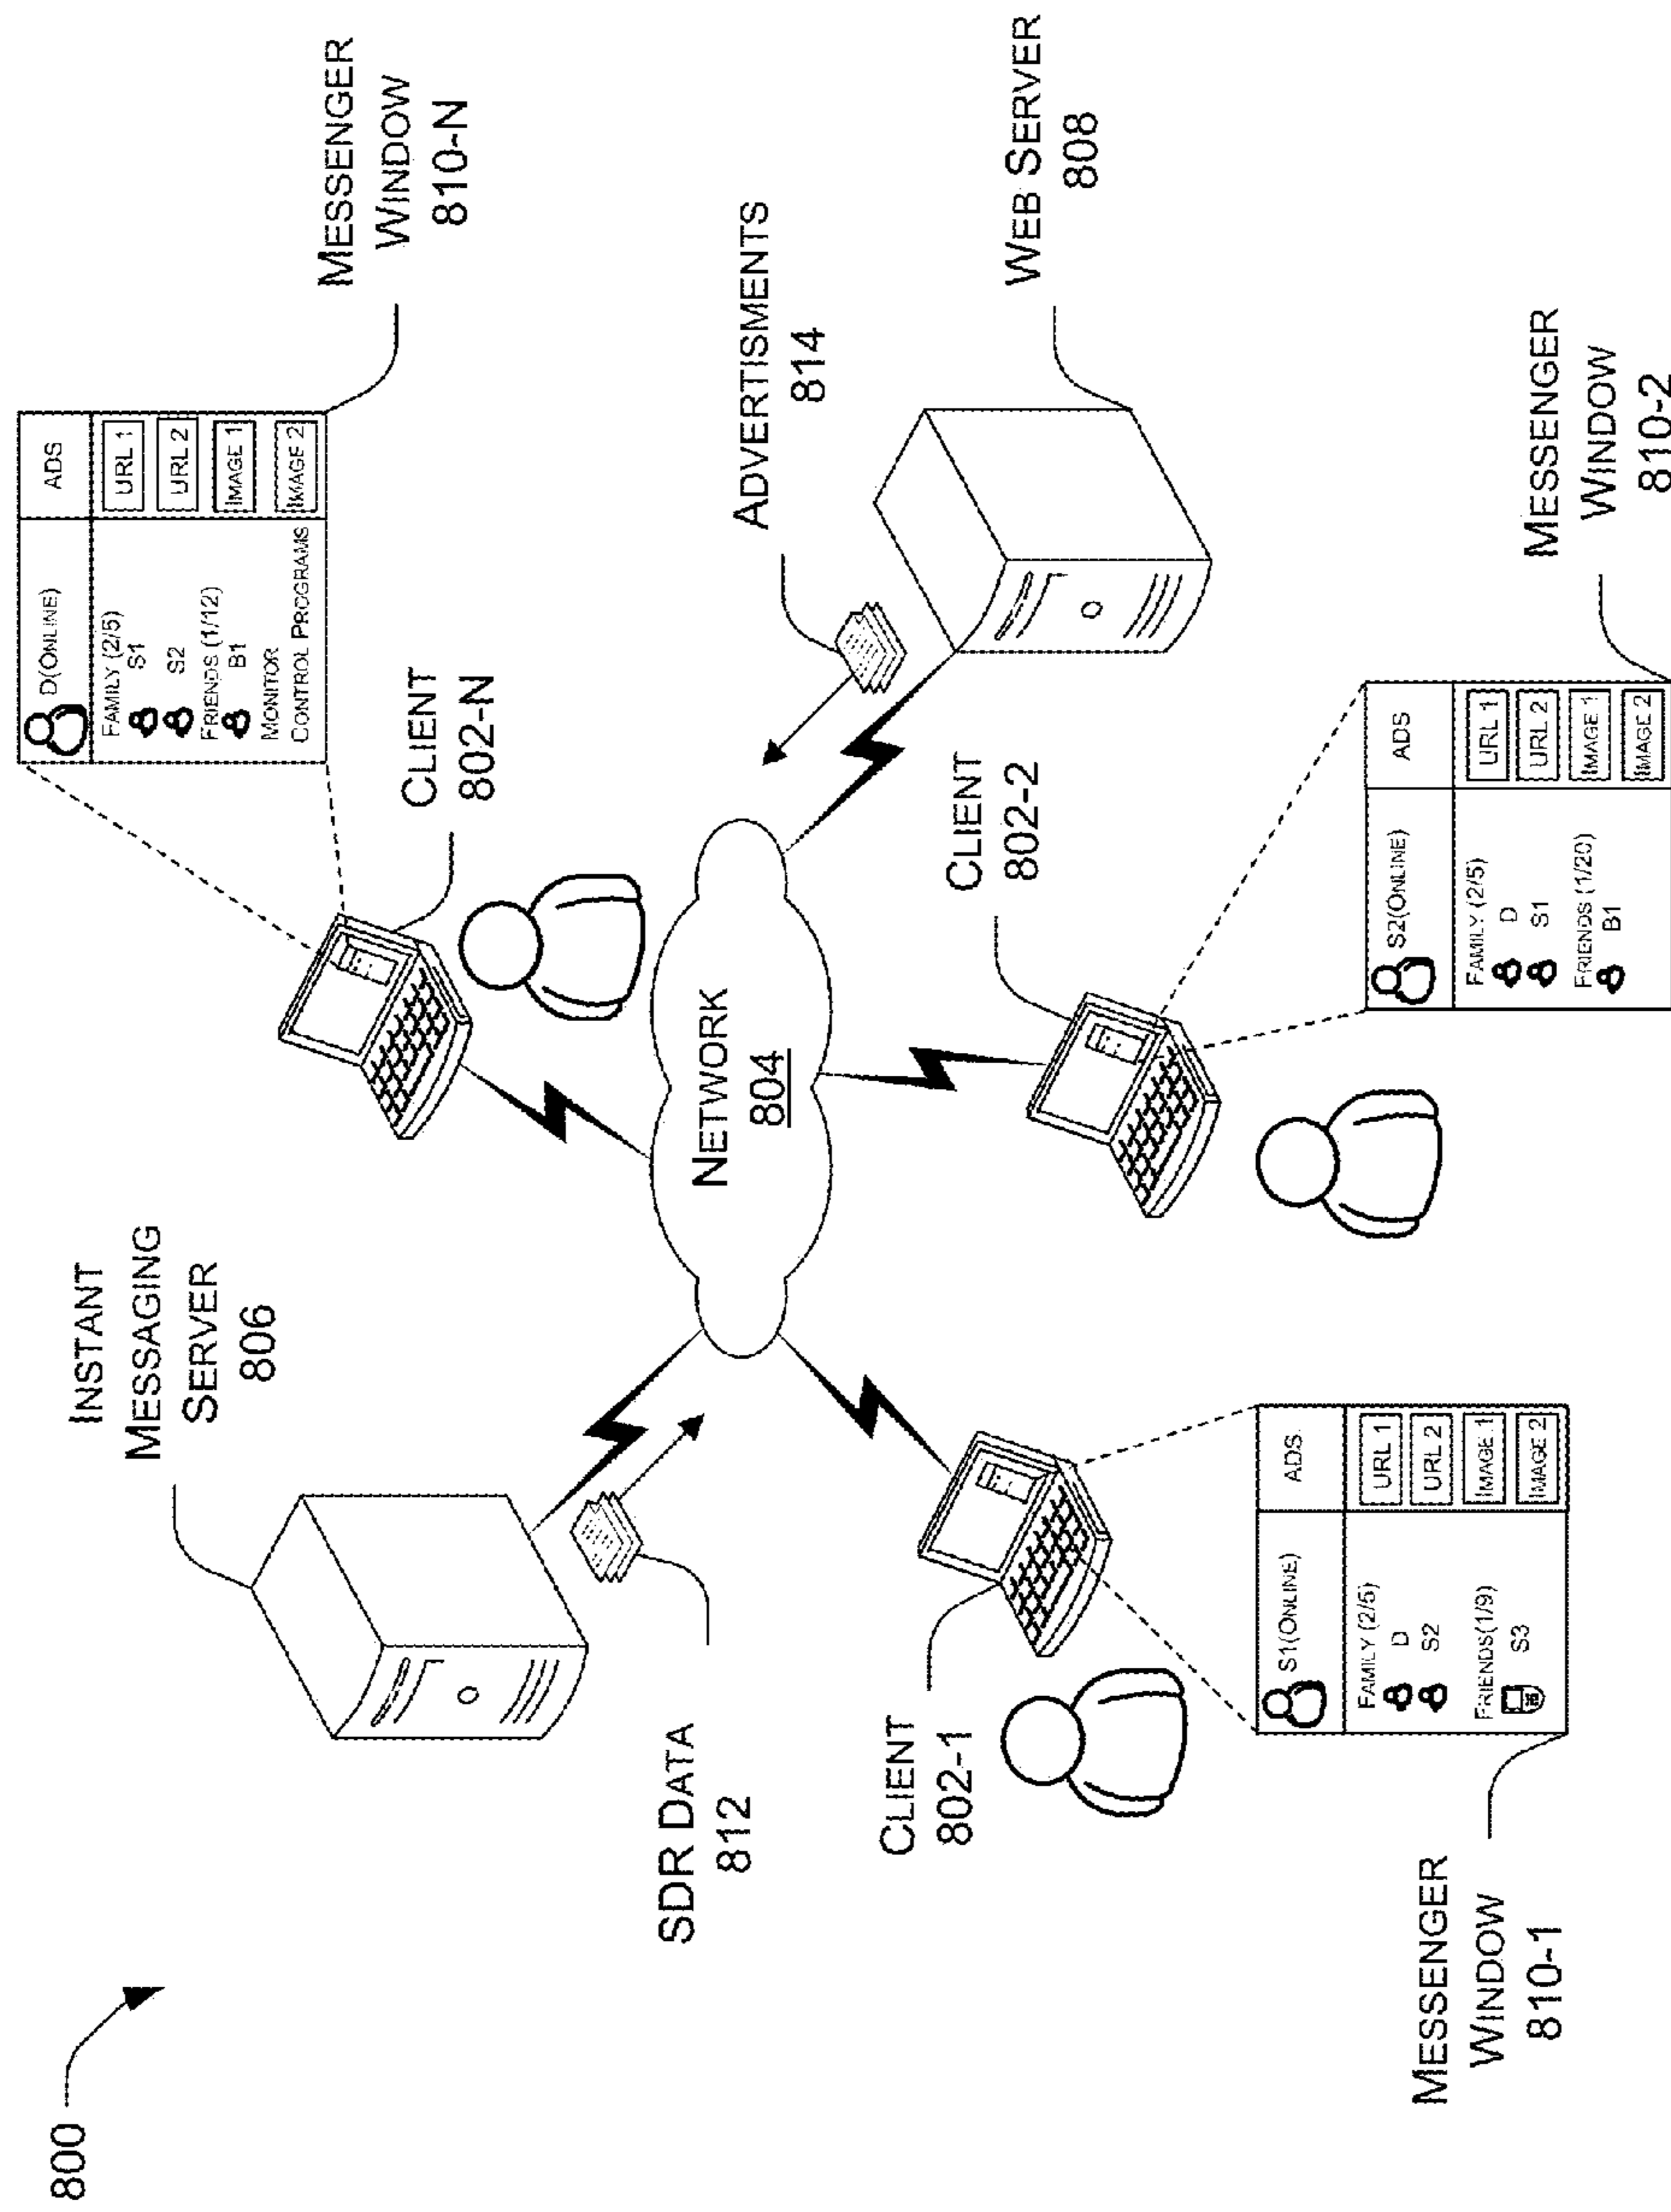 800
INSTANT
MESSAGING
SERVER
806
SDR DATA
812
D(ONLINE)
ADS
FAMILY (2/5)
S1
S2
FRIENDS (1/12)
B1
MONITOR
CONTROL PROGRAMS
URL 1
URL 2
IMAGE 1
IMAGE 2
MESSENGER
WINDOW
810-N
CLIENT
802-N
NETWORK
804
ADVERTISMENTS
814
WEB SERVER
808
CLIENT
802-1
S1(ONLINE)
ADS
FAMILY (2/5)
D
S2
FRIENDS(1/9)
S3
URL 1
URL 2
IMAGE 1
IMAGE 2
MESSENGER
WINDOW
810-1
CLIENT
802-2
S2(ONLINE)
ADS
FAMILY (2/5)
D
S1
FRIENDS (1/20)
B1
URL 1
URL 2
IMAGE 1
IMAGE 2
MESSENGER
WINDOW
810-2